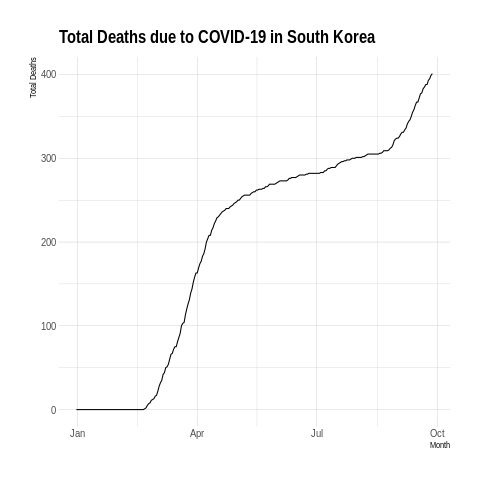 Total Deaths due to COVID-19 in South Korea
Total Deaths
400
300
200
100
0
Jan Apr Jul Oct
Month